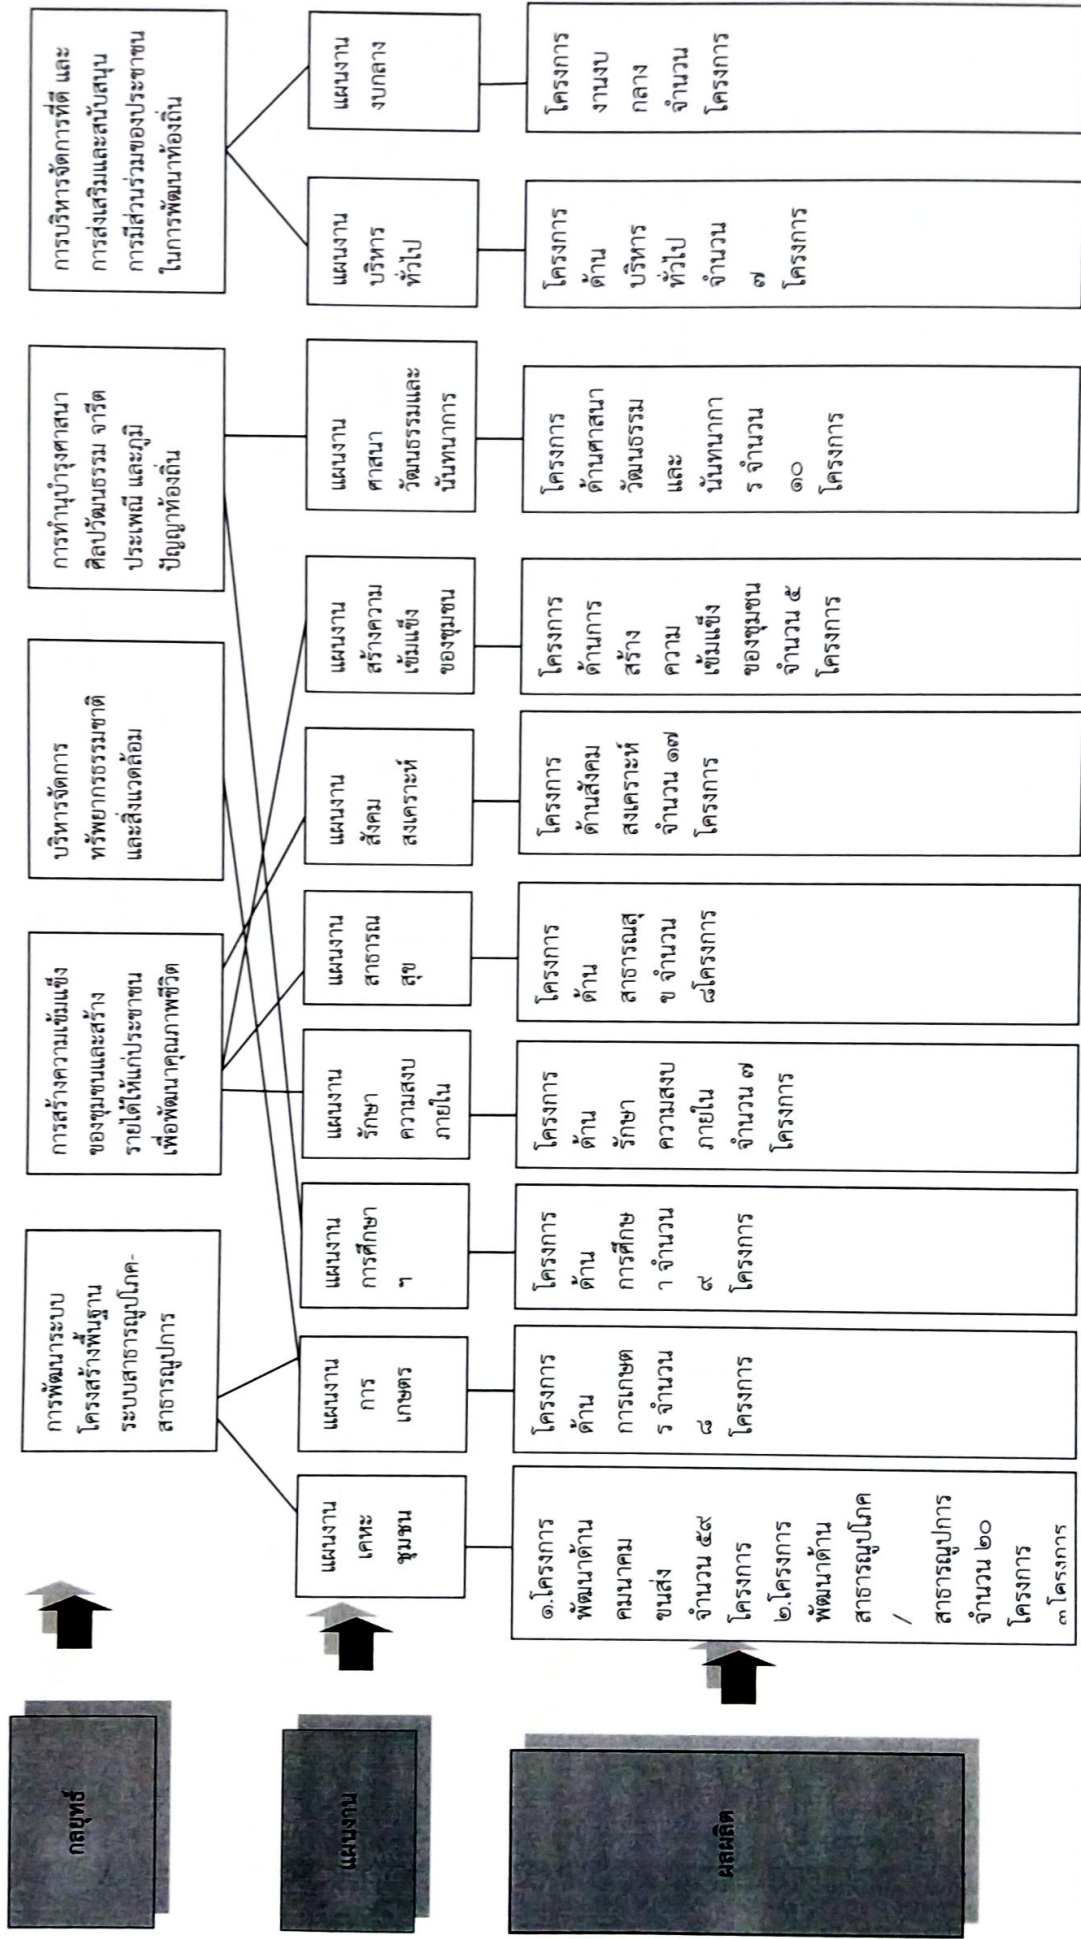 กลยุทธ์
การพัฒนาระบบ
โครงสร้างพื้นฐาน
ระบบสาธารณูปโภค-
สาธารณูปการ
การสร้างความเข้มแข็ง
ของชุมชนและสร้าง
รายได้ให้แก่ประชาชน
เพื่อพัฒนาคุณภาพชีวิต
บริหารจัดการ
ทรัพยากรธรรมชาติ
และสิ่งแวดล้อม
การทำนุบำรุงศาสนา
ศิลปวัฒนธรรม จารีต
ประเพณี และภูมิ
ปัญญาท้องถิ่น
การบริหารจัดการที่ดี และ
การส่งเสริมและสนับสนุน
การมีส่วนร่วมของประชาชน
ในการพัฒนาท้องถิ่น
แผนงาน
แผนงาน
เคหะ
ชุมชน
แผนงาน
การ
เกษตร
แผนงาน
การศึกษา
ฯ
แผนงาน
รักษา
ความสงบ
ภายใน
แผนงาน
สาธารณ
สุข
แผนงาน
สังคม
สงเคราะห์
แผนงาน
สร้างความ
เข้มแข็ง
ของชุมชน
แผนงาน
ศาสนา
วัฒนธรรมและ
นันทนาการ
แผนงาน
บริหาร
ทั่วไป
แผนงาน
งบกลาง
ผลผลิต
๑.โครงการ
พัฒนาด้าน
คมนาคม
ขนส่ง
จำนวน ๕๙
โครงการ
๒.โครงการ
พัฒนาด้าน
สาธารณูปโภค
/
สาธารณูปการ
จำนวน ๒๐
โครงการ
๓โครงการ
โครงการ
ด้าน
การเกษต
ร จำนวน
๘
โครงการ
โครงการ
ด้าน
การศึกษ
า จำนวน
๙
โครงการ
โครงการ
ด้าน
รักษา
ความสงบ
ภายใน
จำนวน ๗
โครงการ
โครงการ
ด้าน
สาธารณสุ
ข จำนวน
๘โครงการ
โครงการ
ด้านสังคม
สงเคราะห์
จำนวน ๑๗
โครงการ
โครงการ
ด้านการ
สร้าง
ความ
เข้มแข็ง
ของชุมชน
จำนวน ๕
โครงการ
โครงการ
ด้านศาสนา
วัฒนธรรม
และ
นันทนากา
ร จำนวน
๑๐
โครงการ
โครงการ
ด้าน
บริหาร
ทั่วไป
จำนวน
๗
โครงการ
โครงการ
งานงบ
กลาง
จำนวน
โครงการ